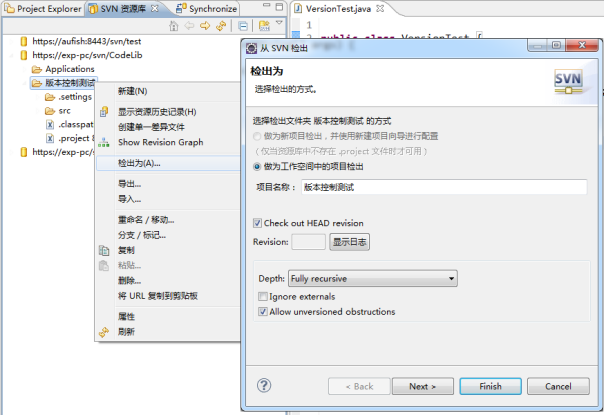 Project Explorer
SVN 资源库
Synchronize
VersionTest.java
https://aufish:8443/svn/test
https://exp-pc/svn/CodeLib
Applications
版本控制测试
.settings
src
.classpat
.project 8
https://exp-pc/s
新建(N)
显示资源历史记录(H)
创建单一差异文件
Show Revision Graph
检出为(A)...
导出...
导入...
重命名 / 移动...
分支 / 标记...
复制
粘贴...
删除...
将 URL 复制到剪贴板
属性
刷新
1
public class VersionTest {
从 SVN 检出
检出为
选择检出的方式。
SVN
选择检出文件夹 版本控制测试 的方式
做为新项目检出，并使用新建项目向导进行配置
（仅当资源库中不存在 .project 文件时才可用）
做为工作空间中的项目检出
项目名称： 版本控制测试
Check out HEAD revision
Revision: 显示日志
Depth: Fully recursive
Ignore externals
Allow unversioned obstructions
< Back
Next >
Finish
Cancel